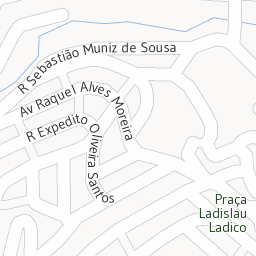 R Sebastião Muniz de Sousa
Av Raquel Alves Moreira
R Expedito Oliveira Santos
Praça
Ladislau
Ladico